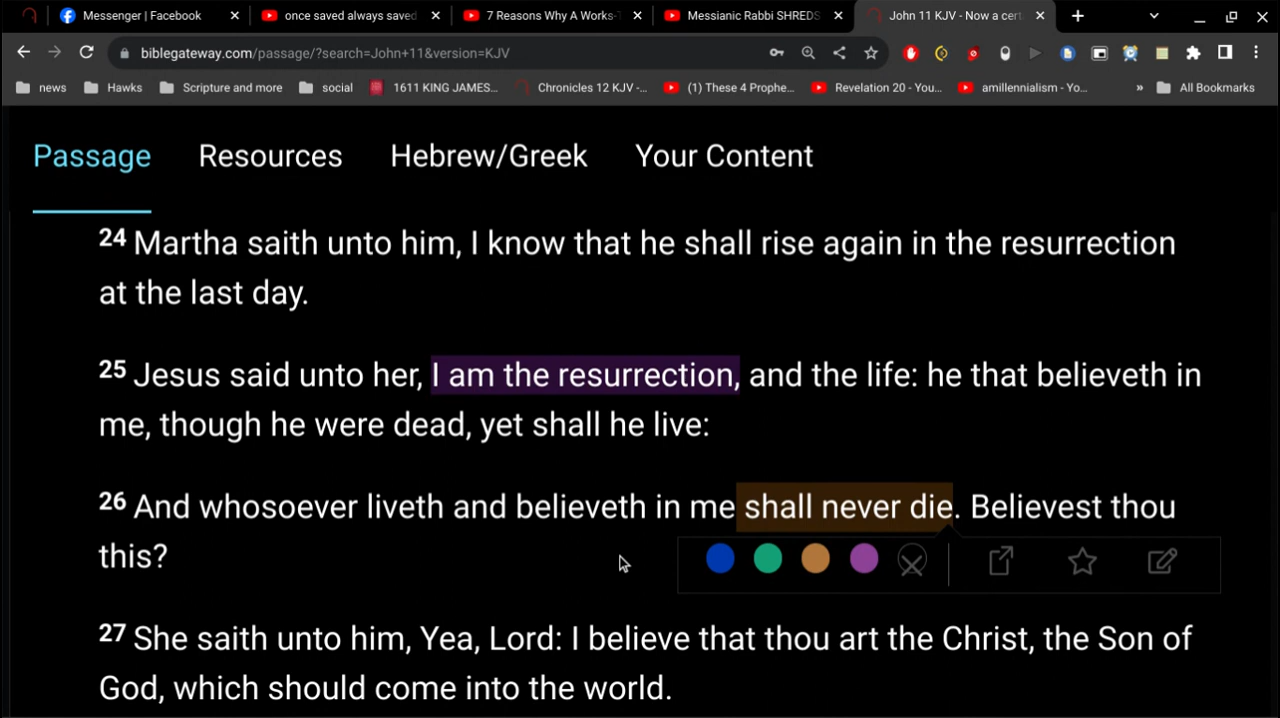 Messenger | Facebook
once saved always saved
7 Reasons Why A Works-
Messianic Rabbi SHREDS
John 11 KJV - Now a cert
biblegateway.com/passage/?search=John+11&version=KJV
news Hawks Scripture and more social 1611 KING JAMES... Chronicles 12 KJV -... (1) These 4 Prophe... Revelation 20 - You... amillennialism - Yo... » All Bookmarks
Passage Resources Hebrew/Greek Your Content
24 Martha saith unto him, I know that he shall rise again in the resurrection
at the last day.
25 Jesus said unto her, I am the resurrection, and the life: he that believeth in
me, though he were dead, yet shall he live:
26 And whosoever liveth and believeth in me shall never die. Believest thou
this?
27 She saith unto him, Yea, Lord: I believe that thou art the Christ, the Son of
God, which should come into the world.